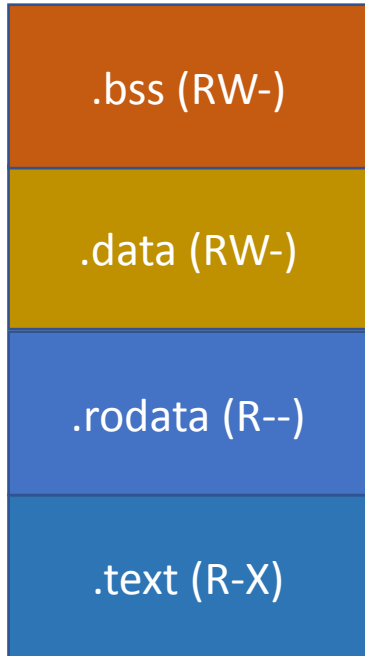 .bss (RW-)
.data (RW-)
.rodata (R--)
.text (R-X)